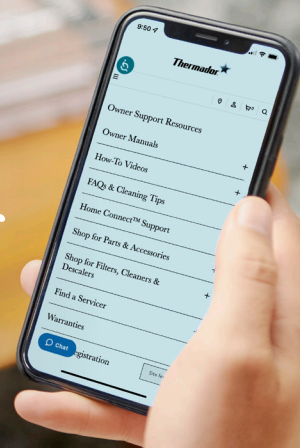 9:50
Thermador
Owner Support Resources
Owner Manuals
How-To Videos
FAQs & Cleaning Tips
Home Connect™ Support
Shop for Parts & Accessories
Shop for Filters, Cleaners &
Descalers
Find a Servicer
Warranties
Chat
egistration